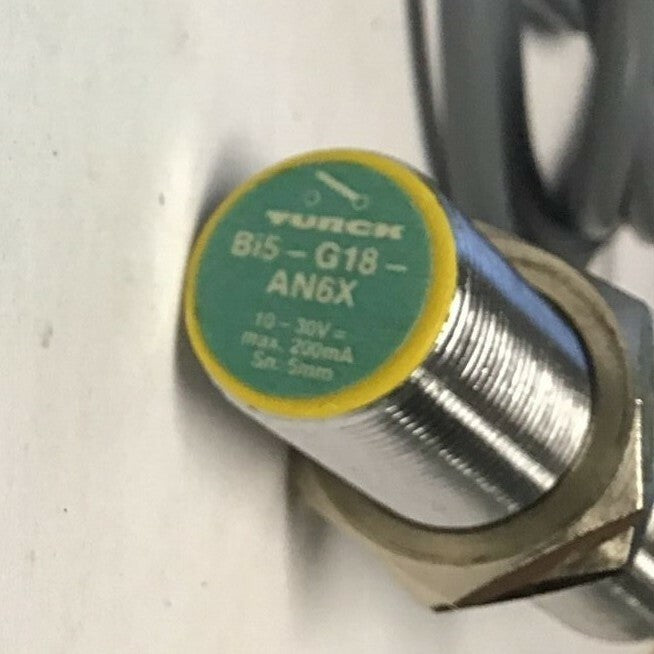 TURCK
Bi5-G18-
AN6X
10-30V=
max. 200mA
Sn: 5mm